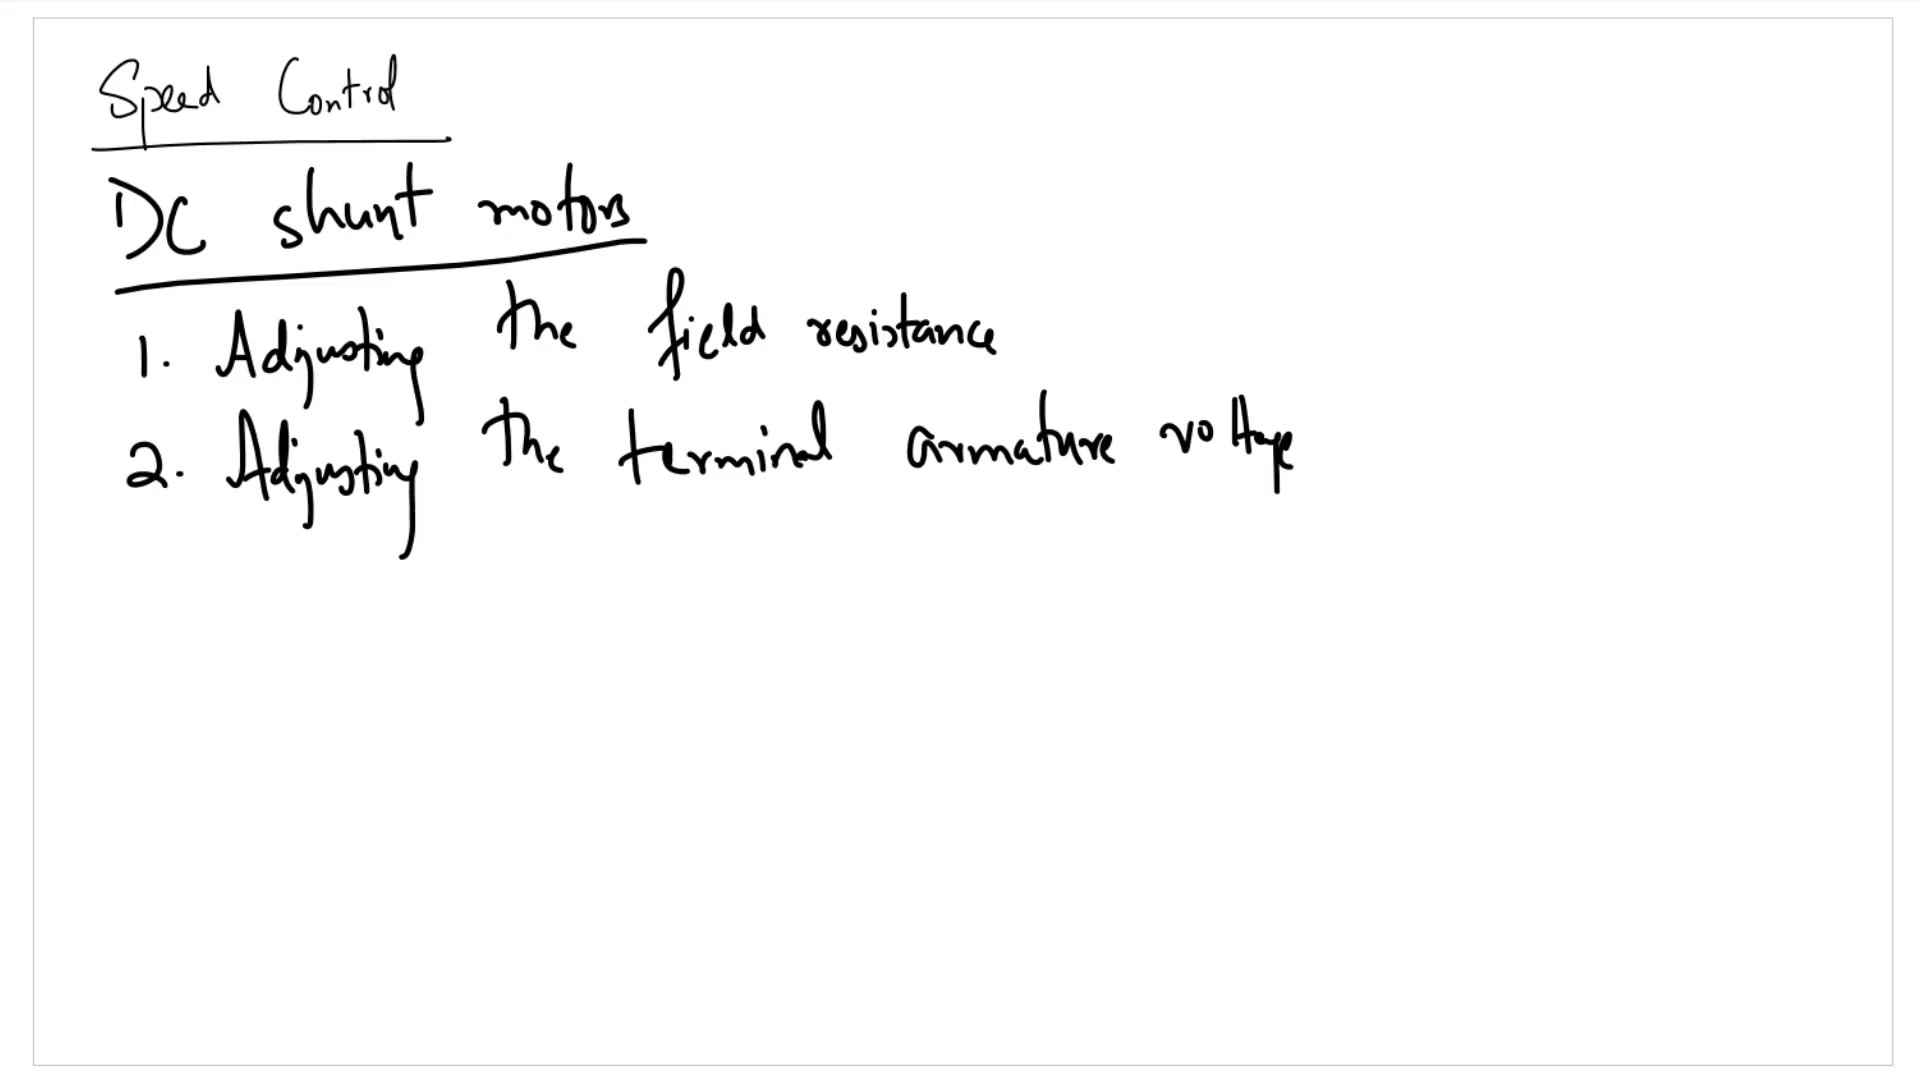 Speed Control
DC shunt motors
1. Adjusting the field resistance
2. Adjusting the terminal armature voltage